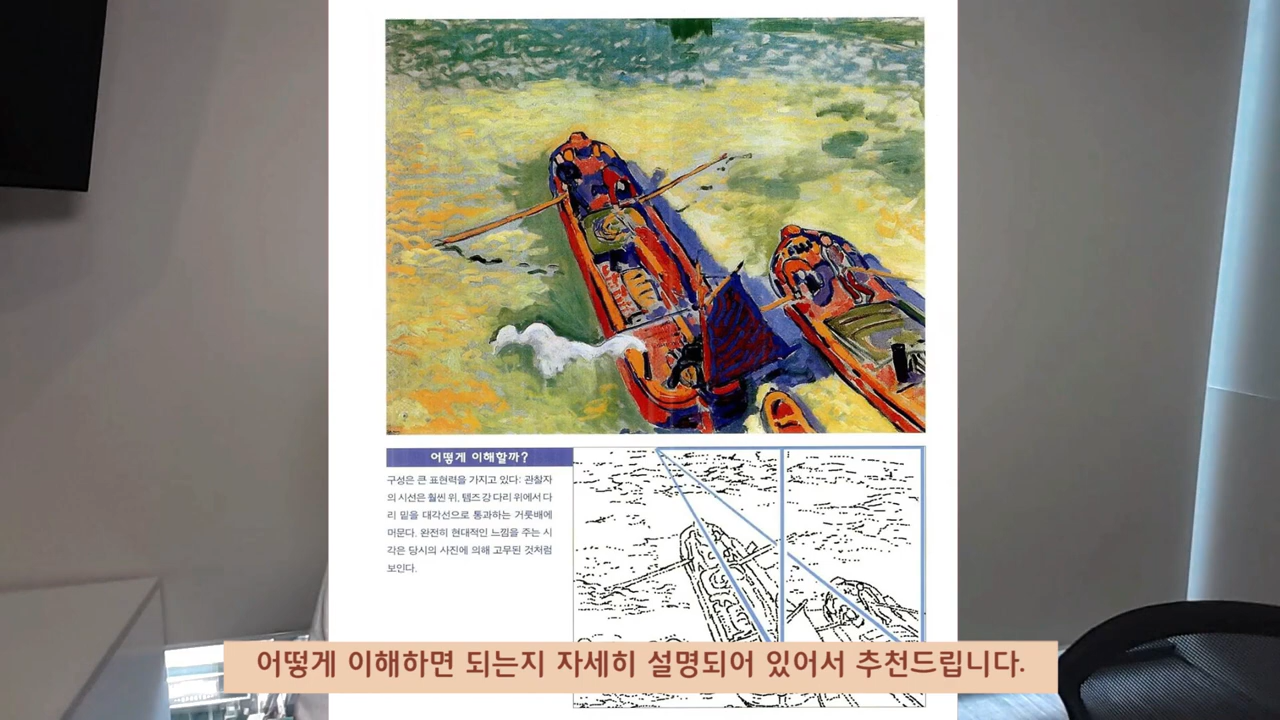 어떻게 이해할까?
구성은 큰 표현력을 가지고 있다: 관찰자
의 시선은 훨씬 위, 템즈 강 다리 위에서 다
리 밑을 대각선으로 통과하는 거룻배에
머문다. 완전히 현대적인 느낌을 주는 시
각은 당시의 사진에 의해 고무된 것처럼
보인다.
어떻게 이해하면 되는지 자세히 설명되어 있어서 추천드립니다.